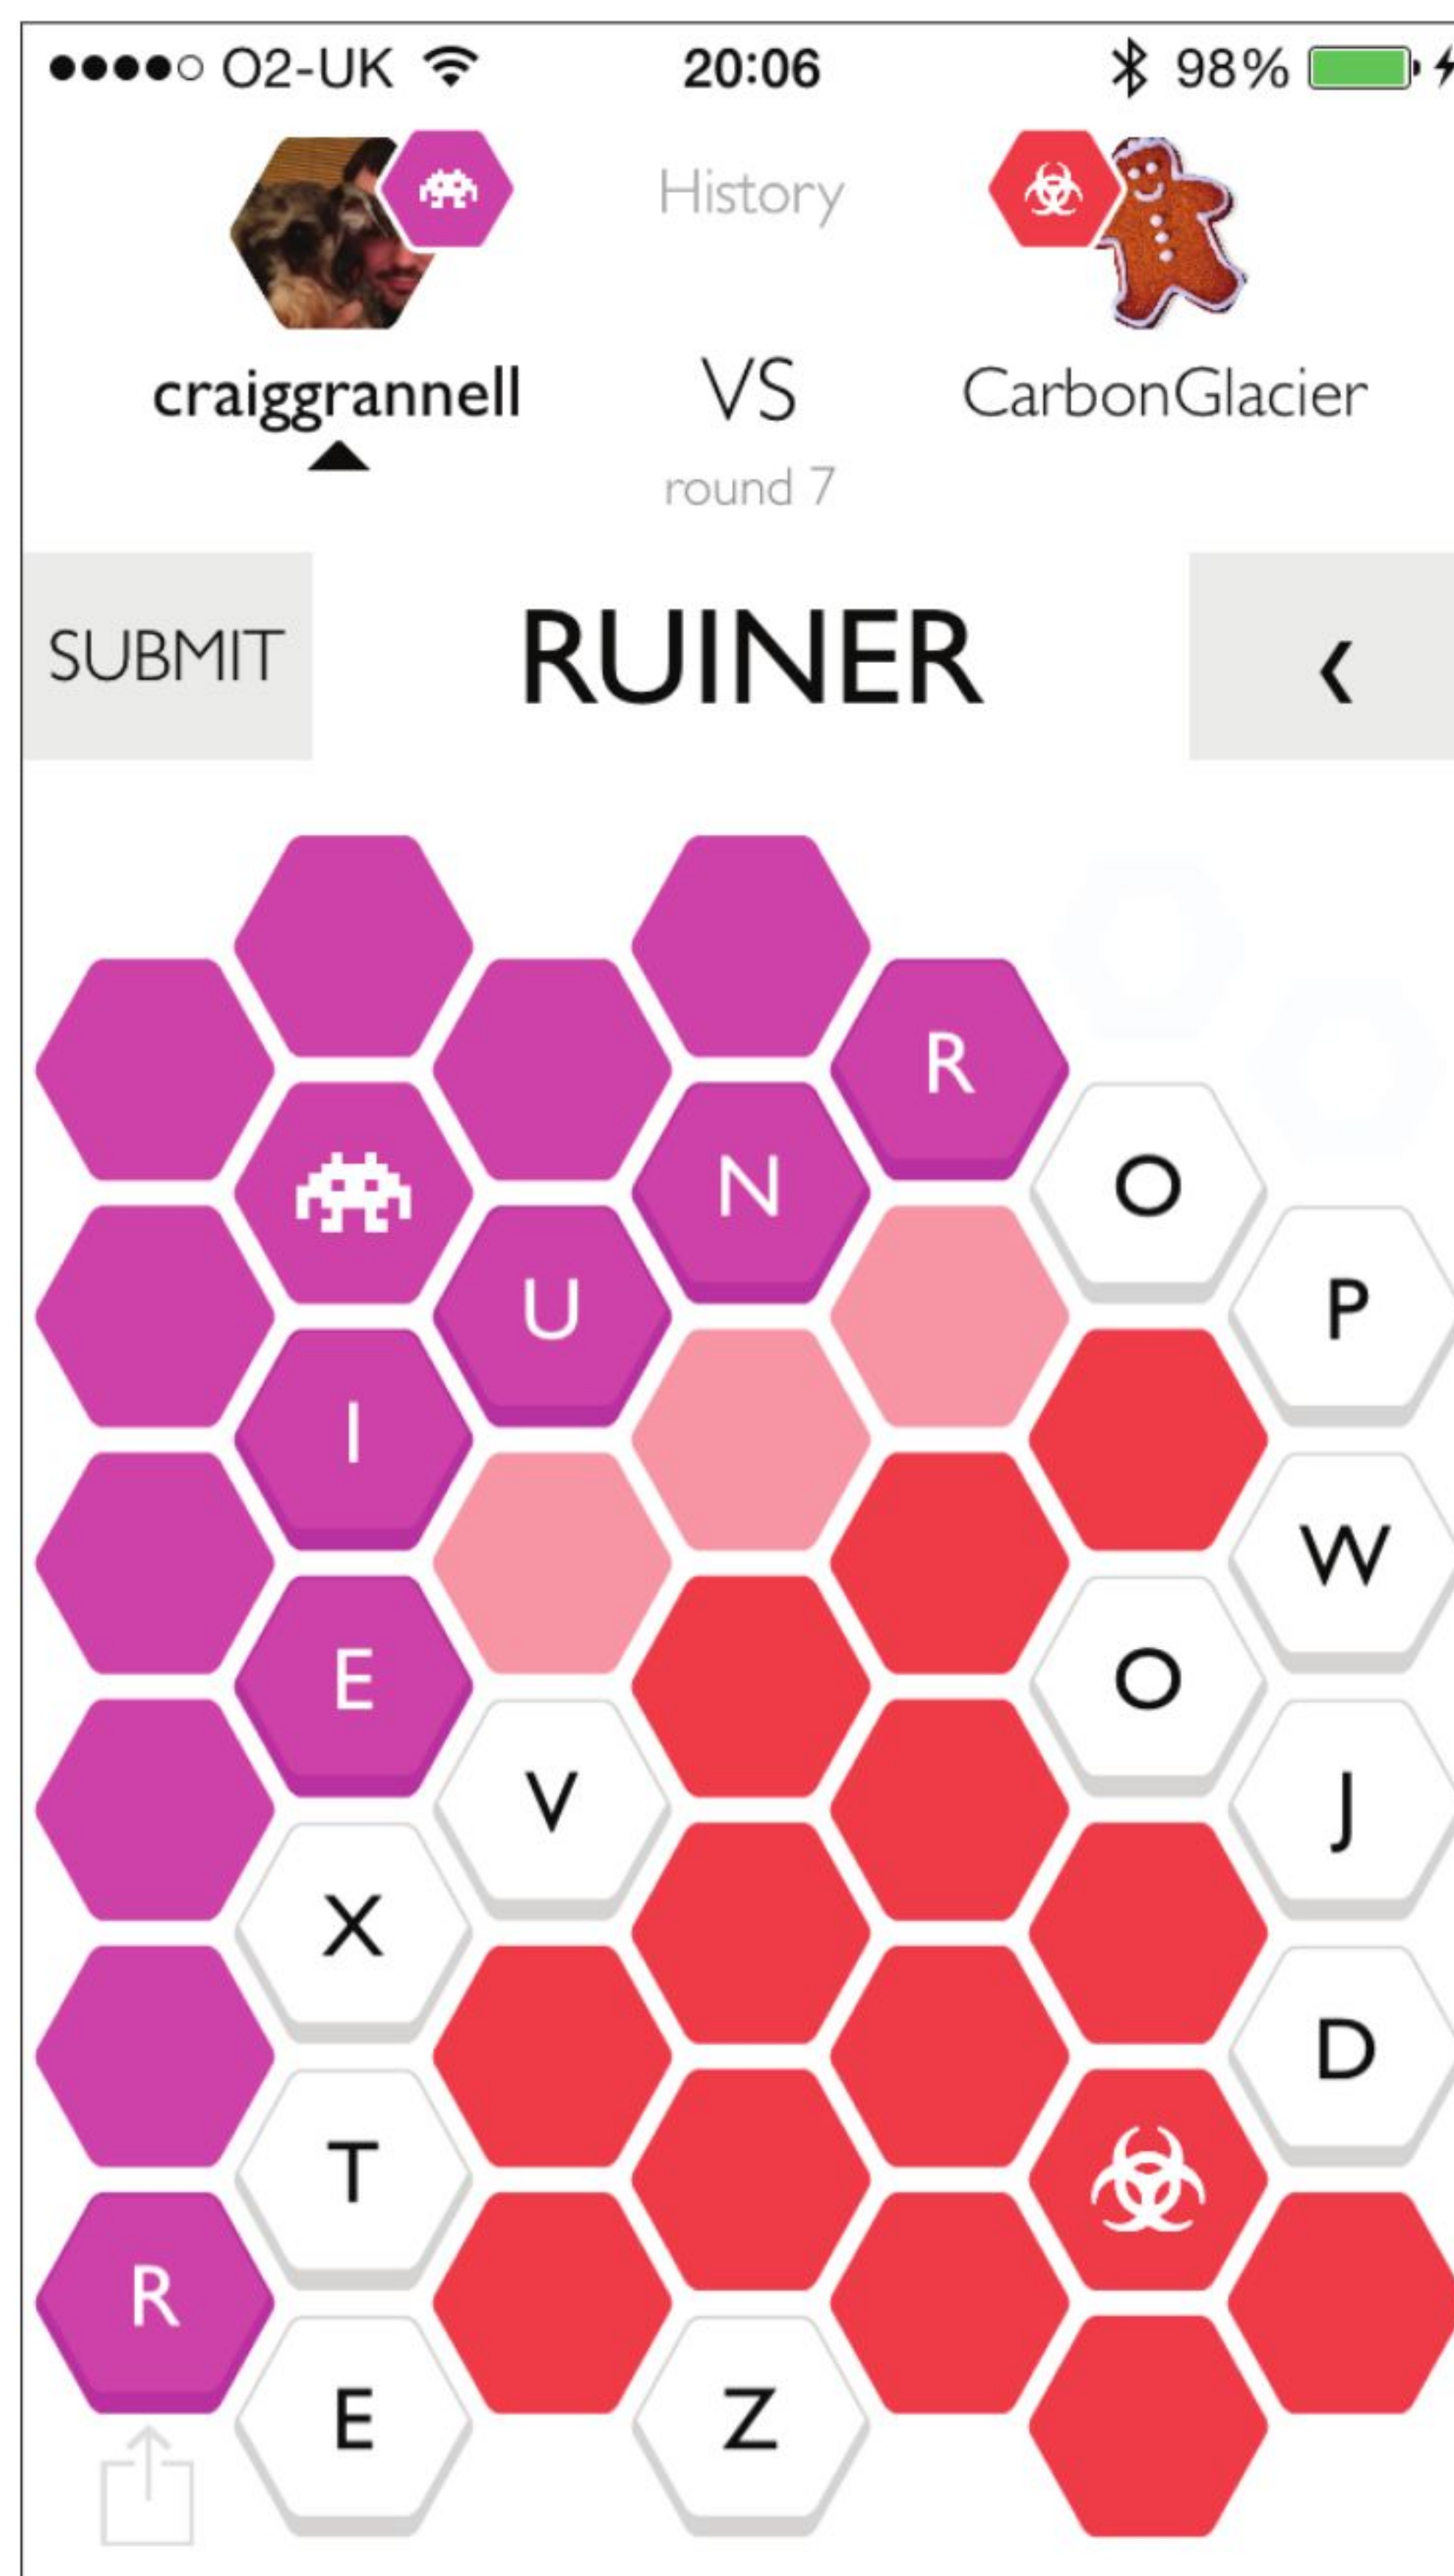 O2-UK 20:06 98%
History
craiggrannell VS CarbonGlacier
round 7
SUBMIT RUINER <
R
N O
U P
I
W
E O
V J
X
D
T
R
E Z